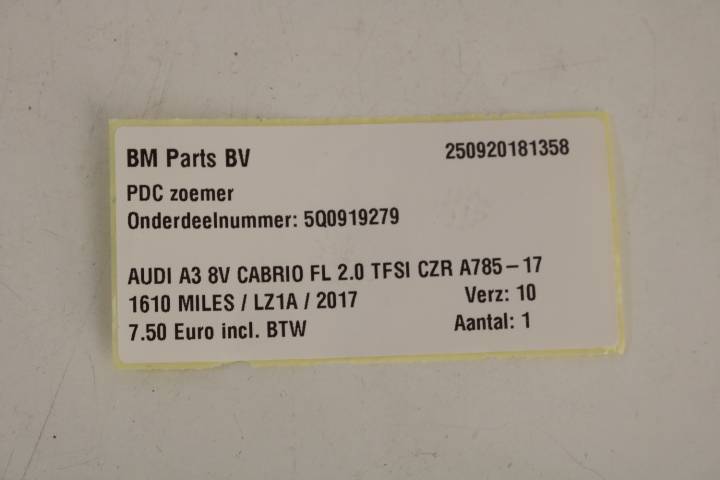 BM Parts BV 250920181358
PDC zoemer
Onderdeelnummer: 5Q0919279
AUDI A3 8V CABRIO FL 2.0 TFSI CZR A785-17
1610 MILES / LZ1A / 2017 Verz: 10
7.50 Euro incl. BTW Aantal: 1